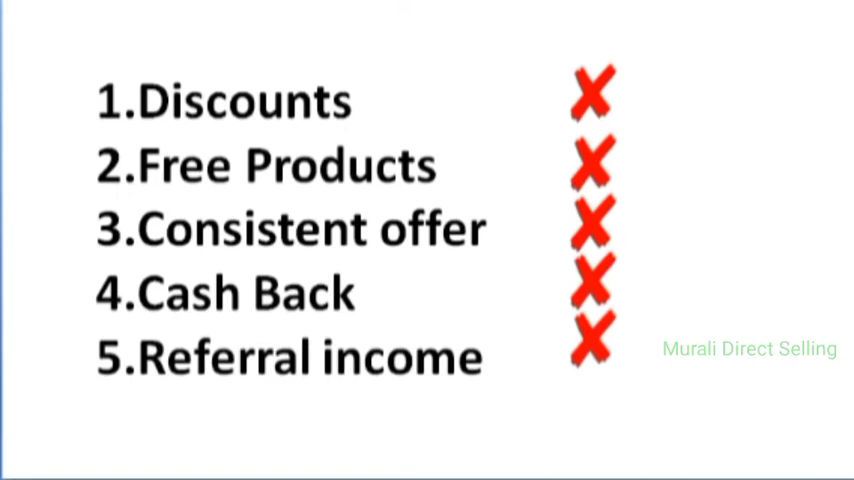 1.Discounts
2.Free Products
3.Consistent offer
4.Cash Back
5.Referral income
Murali Direct Selling